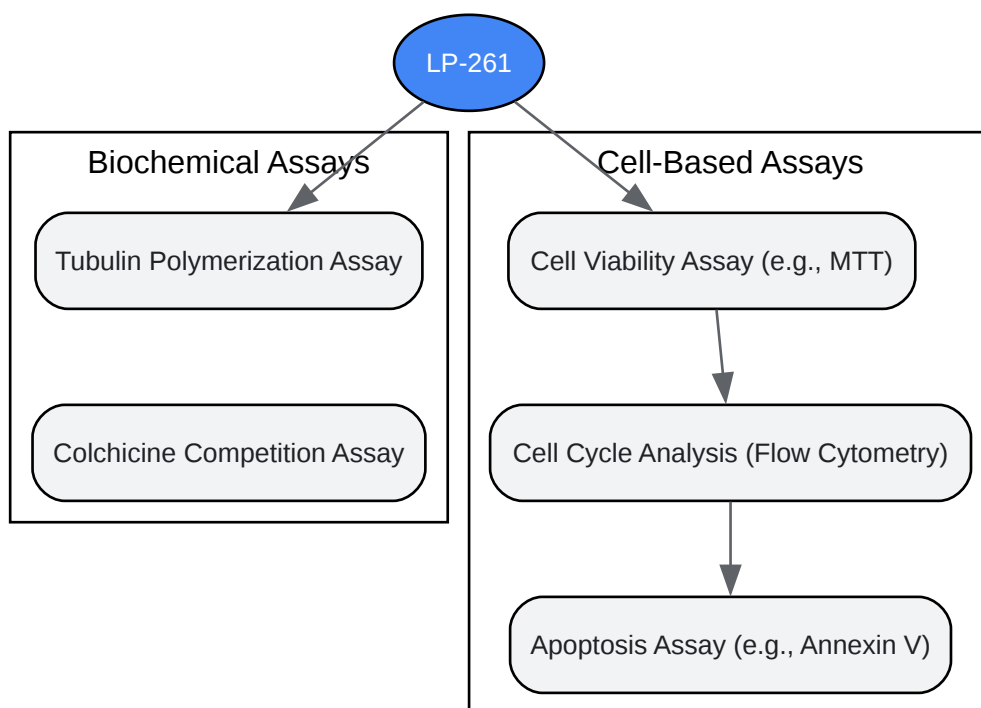 LP-261
Biochemical Assays
Tubulin Polymerization Assay
Colchicine Competition Assay
Cell-Based Assays
Cell Viability Assay (e.g., MTT)
Cell Cycle Analysis (Flow Cytometry)
Apoptosis Assay (e.g., Annexin V)